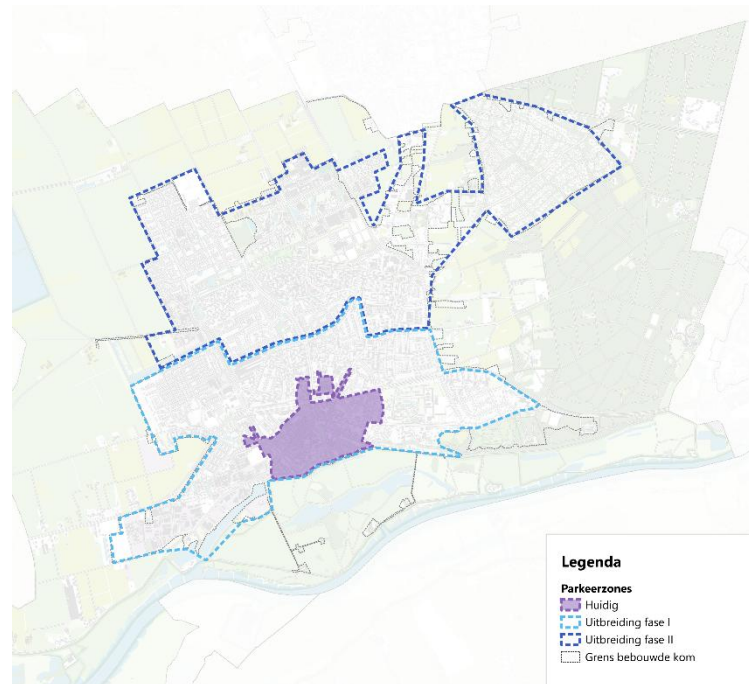 Legenda
Parkeerzones
Huidig
Uitbreiding fase I
Uitbreiding fase II
Grens bebouwde kom